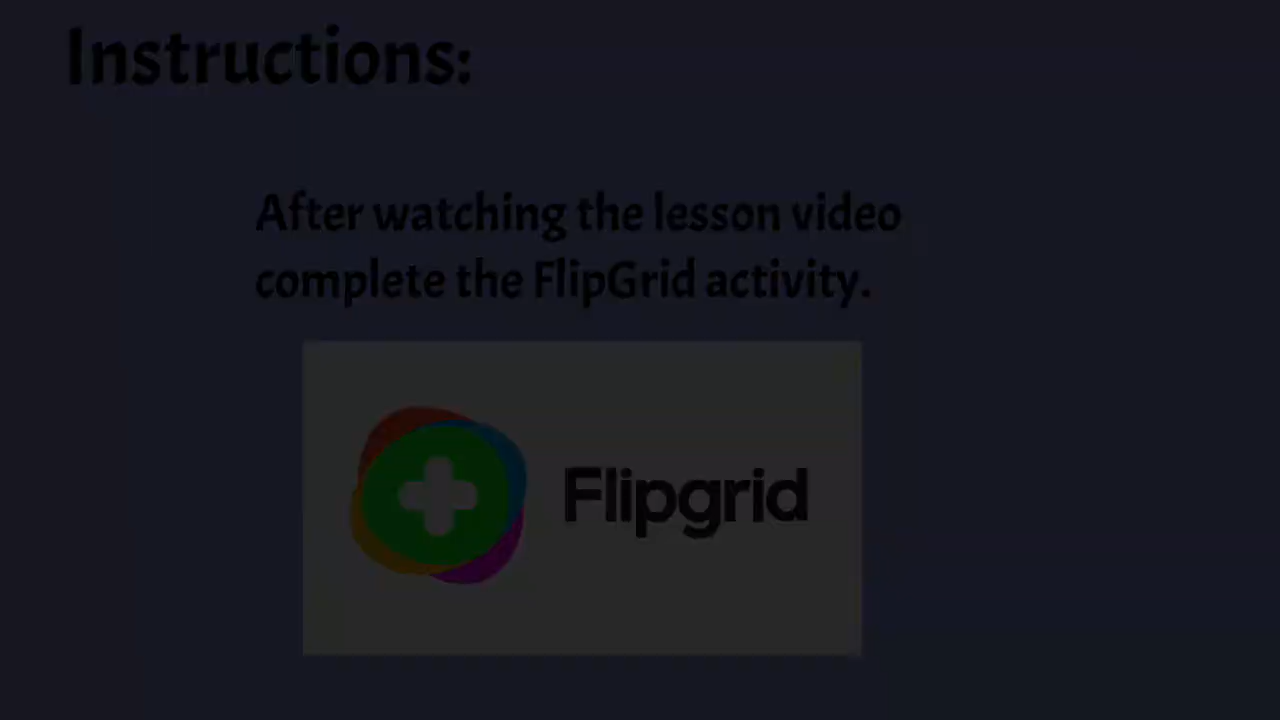 Instructions:
After watching the lesson video
complete the FlipGrid activity.
Flipgrid